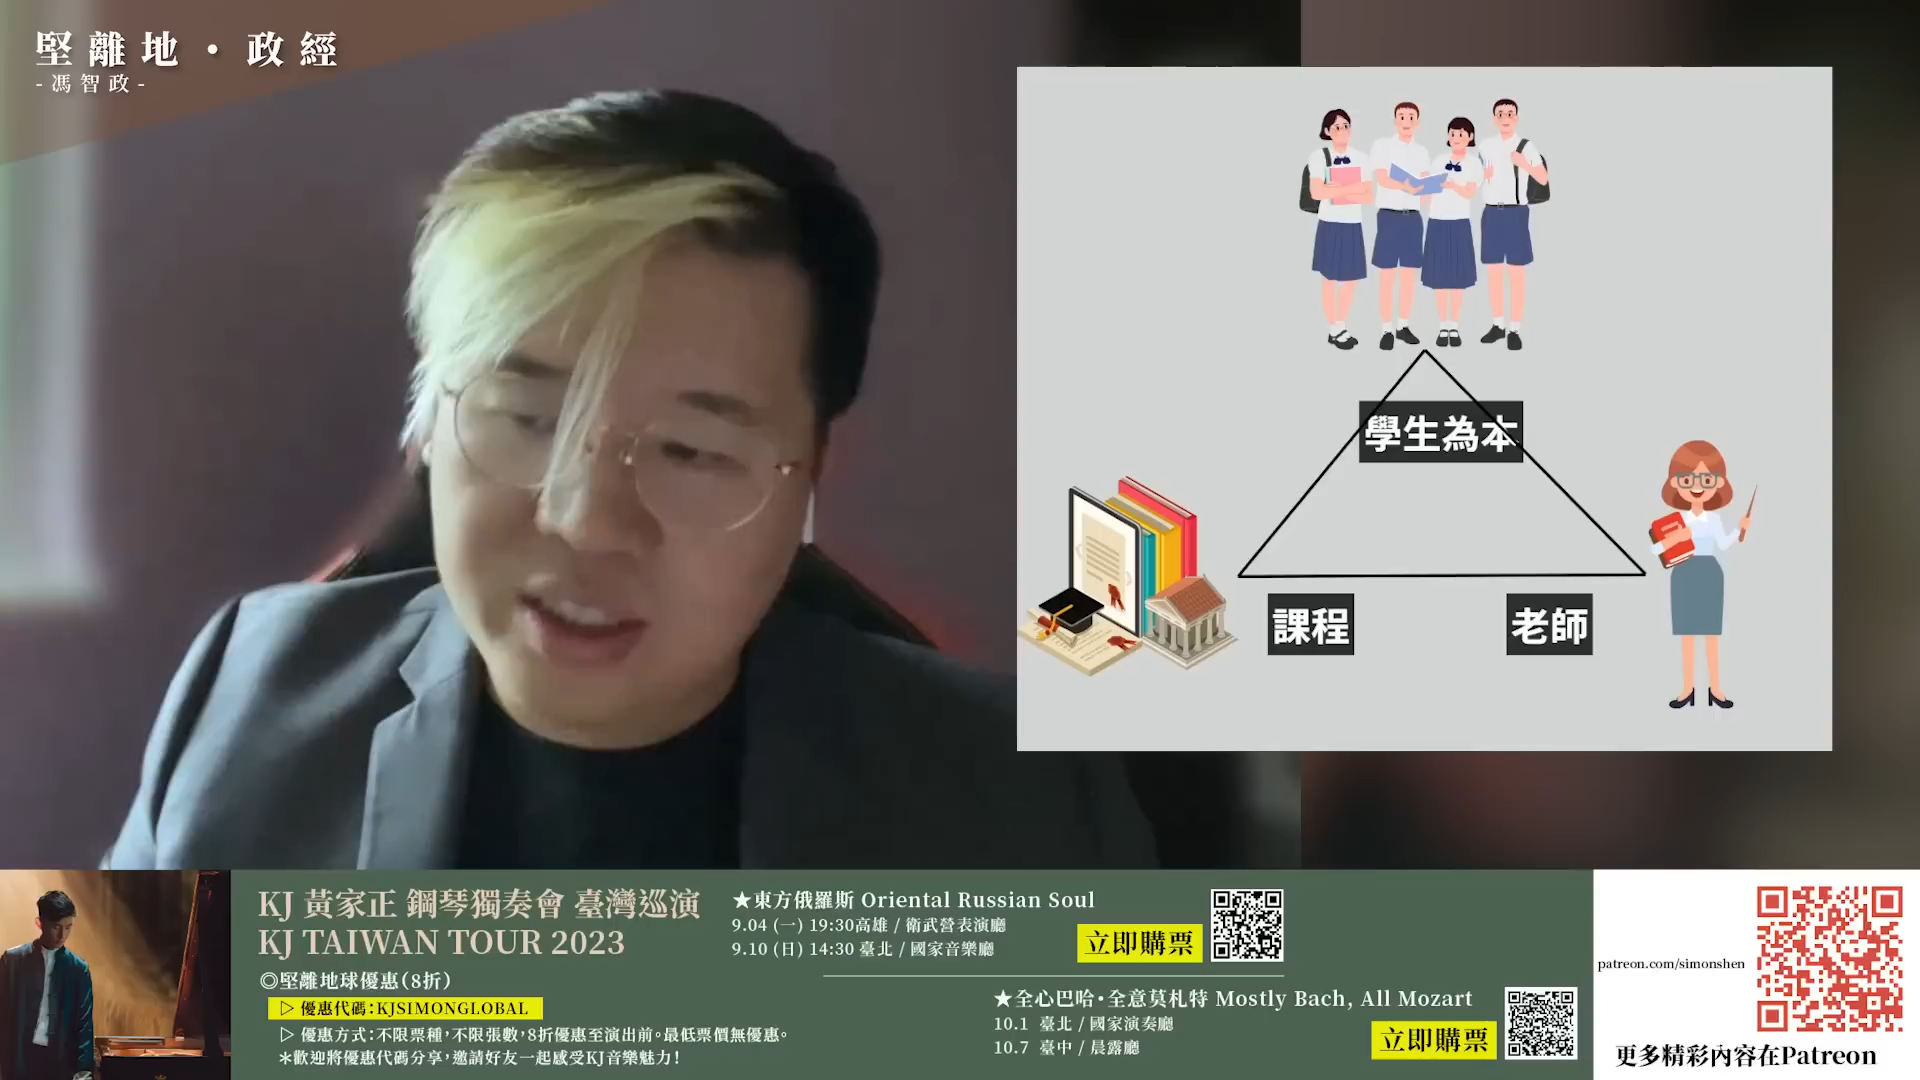 堅離地・政經
-馮智政-
學生為本
課程
老師
KJ 黃家正 鋼琴獨奏會 臺灣巡演
KJ TAIWAN TOUR 2023
◎堅離地球優惠(8折)
▷ 優惠代碼:KJSIMONGLOBAL
▷ 優惠方式:不限票種,不限張數,8折優惠至演出前。最低票價無優惠。
*歡迎將優惠代碼分享,邀請好友一起感受KJ音樂魅力!
★東方俄羅斯 Oriental Russian Soul
9.04 (一) 19:30高雄 / 衛武營表演廳
9.10 (日) 14:30 臺北 / 國家音樂廳
立即購票
★全心巴哈・全意莫札特 Mostly Bach, All Mozart
10.1 臺北 / 國家演奏廳
10.7 臺中 / 晨露廳
立即購票
patreon.com/simonshen
更多精彩內容在Patreon